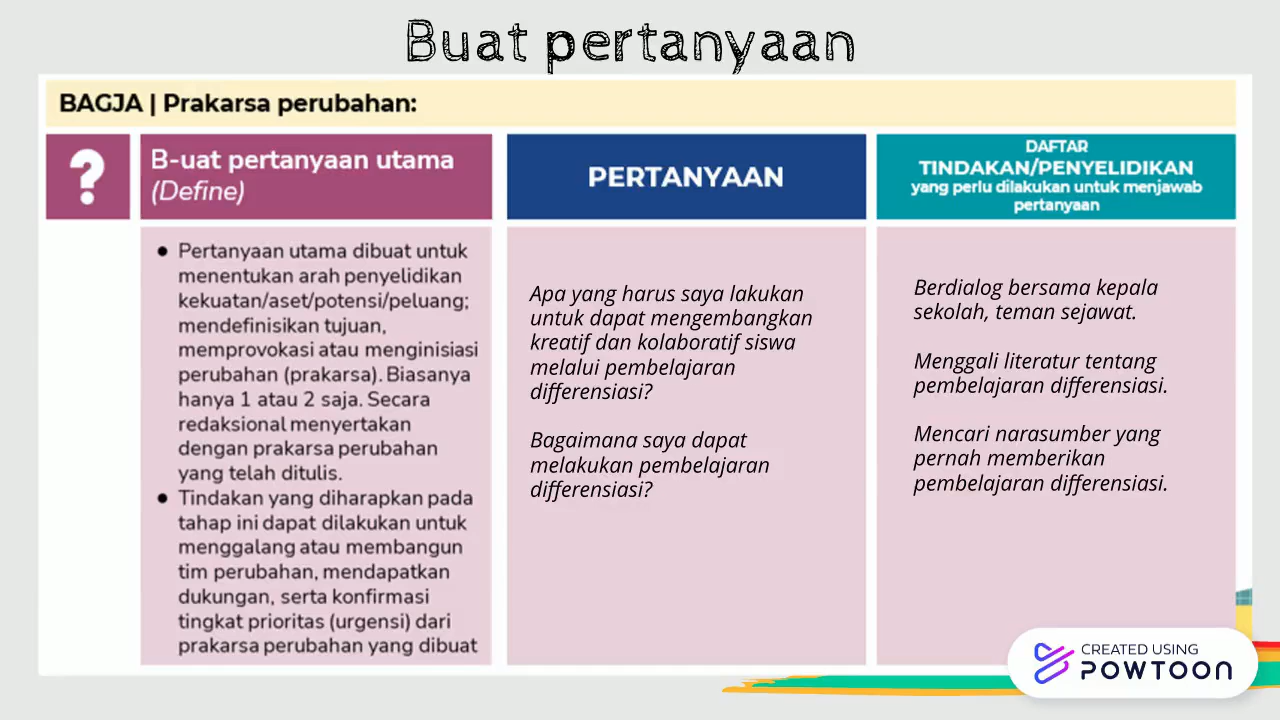 Buat pertanyaan
BAGJA | Prakarsa perubahan:
?
B-uat pertanyaan utama
(Define)
PERTANYAAN
DAFTAR
TINDAKAN/PENYELIDIKAN
yang perlu dilakukan untuk menjawab
pertanyaan
● Pertanyaan utama dibuat untuk
menentukan arah penyelidikan
kekuatan/aset/potensi/peluang;
mendefinisikan tujuan,
memprovokasi atau menginisiasi
perubahan (prakarsa). Biasanya
hanya 1 atau 2 saja. Secara
redaksional menyertakan
dengan prakarsa perubahan
yang telah ditulis.
● Tindakan yang diharapkan pada
tahap ini dapat dilakukan untuk
menggalang atau membangun
tim perubahan, mendapatkan
dukungan, serta konfirmasi
tingkat prioritas (urgensi) dari
prakarsa perubahan yang dibuat
Apa yang harus saya lakukan
untuk dapat mengembangkan
kreatif dan kolaboratif siswa
melalui pembelajaran
differensiasi?
Bagaimana saya dapat
melakukan pembelajaran
differensiasi?
Berdialog bersama kepala
sekolah, teman sejawat.
Menggali literatur tentang
pembelajaran differensiasi.
Mencari narasumber yang
pernah memberikan
pembelajaran differensiasi.
CREATED USING
POWTOON